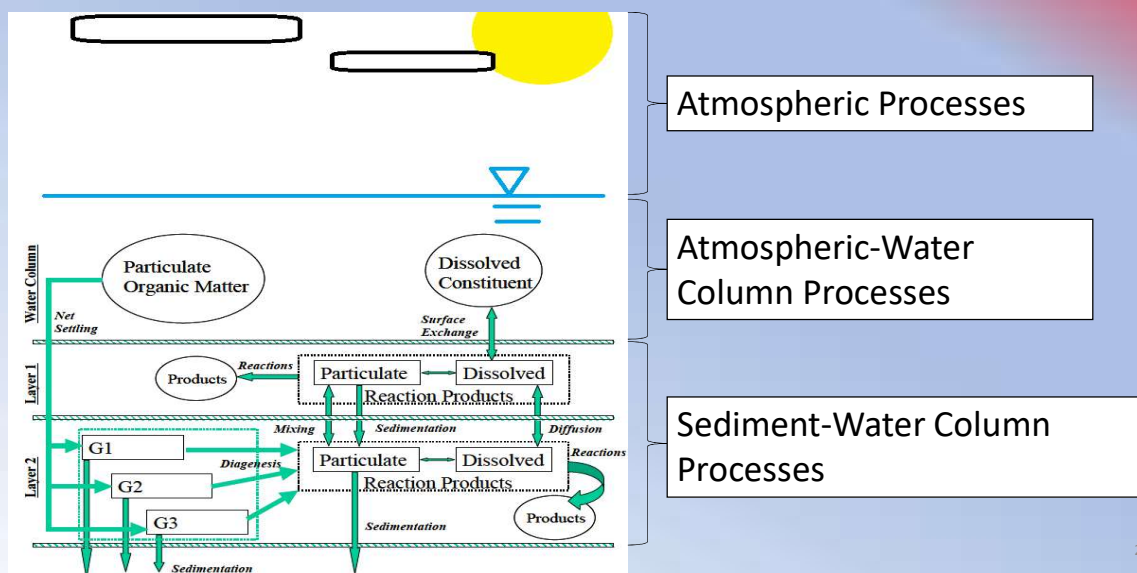 Atmospheric Processes
Atmospheric-Water
Column Processes
Sediment-Water Column
Processes
Water Column
Particulate
Organic Matter
Dissolved
Constituent
Net
Settling
Surface
Exchange
Layer 1
Products
Reactions
Particulate
Dissolved
Reaction Products
Mixing
Sedimentation
Diffusion
Layer 2
G1
G2
G3
Diagenesis
Particulate
Dissolved
Reaction Products
Reactions
Products
Sedimentation
Sedimentation